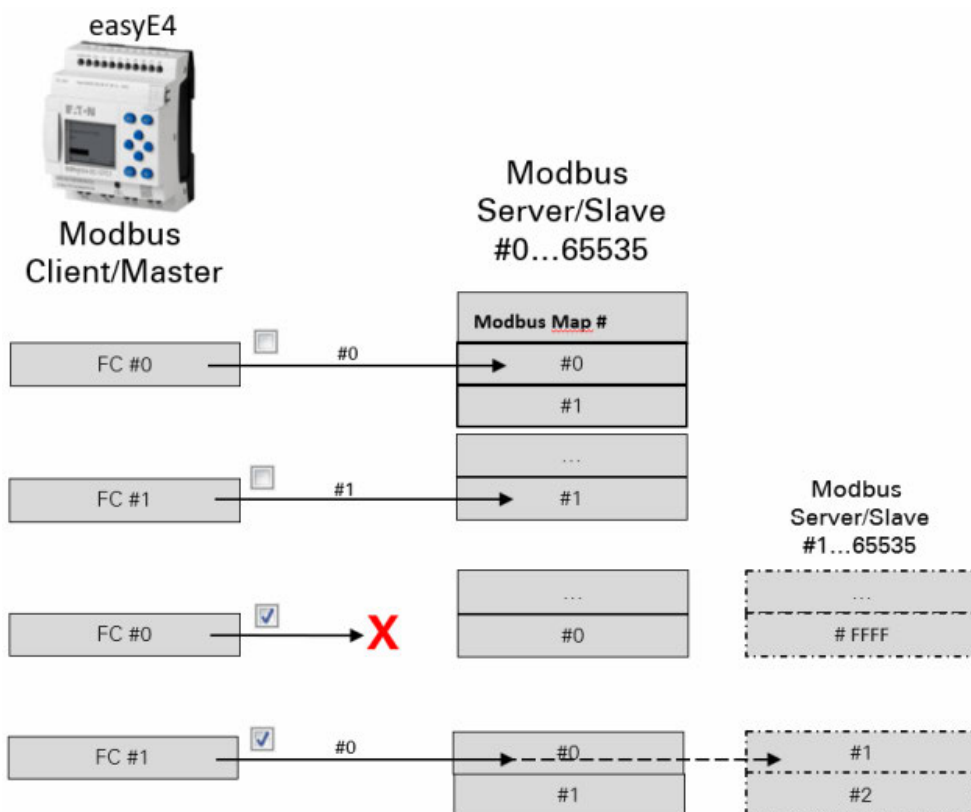 easyE4
E·T·N
Modbus
Client/Master
Modbus
Server/Slave
#0...65535
Modbus Map #
FC #0
#0
#0
#1
...
FC #1
#1
#1
Modbus
Server/Slave
#1...65535
...
...
FC #0
X
#0
# FFFF
FC #1
#0
#0
#1
#1
#2